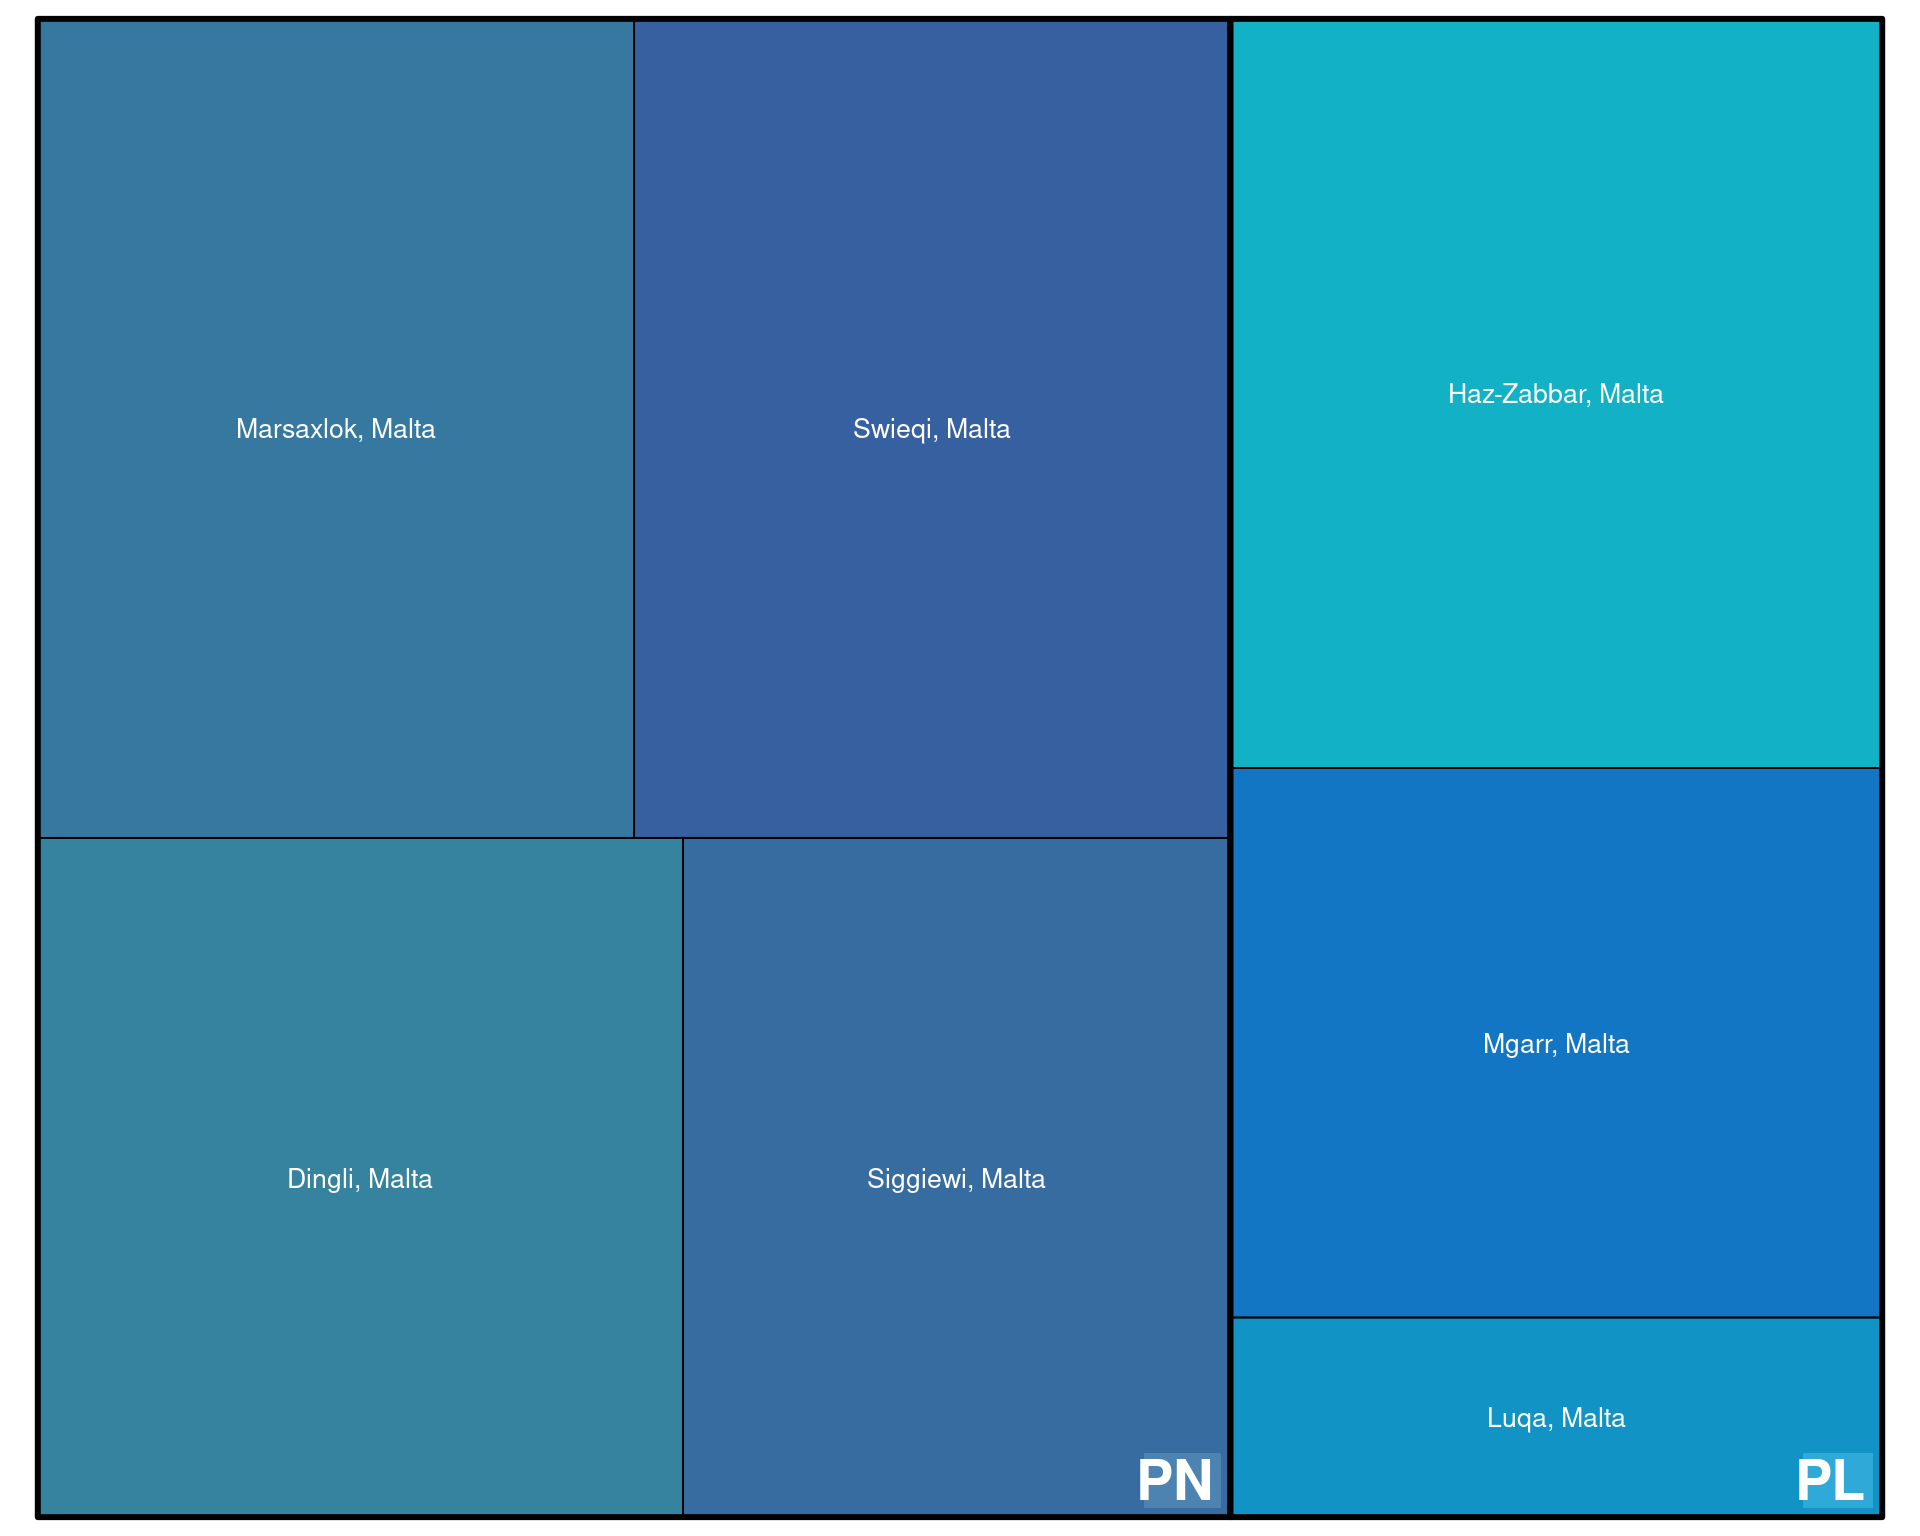 Marsaxlok, Malta
Swieqi, Malta
Dingli, Malta
Siggiewi, Malta
PN
Haz-Zabbar, Malta
Mgarr, Malta
Luqa, Malta
PL